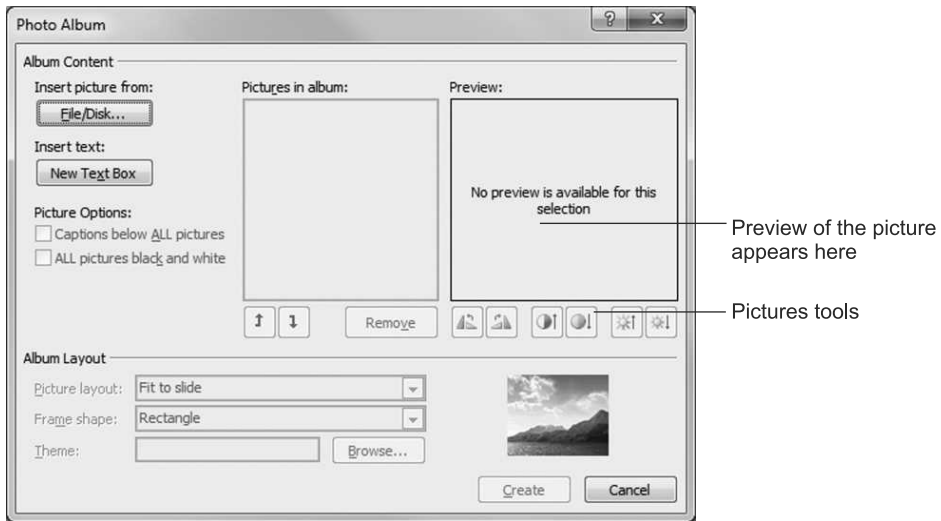 Photo Album
Album Content
Insert picture from:
File/Disk...
Insert text:
New Text Box
Picture Options:
Captions below ALL pictures
ALL pictures black and white
Pictures in album:
Remove
Preview:
No preview is available for this
selection
Preview of the picture
appears here
Pictures tools
Album Layout
Picture layout: Fit to slide
Frame shape: Rectangle
Theme: Browse...
Create Cancel